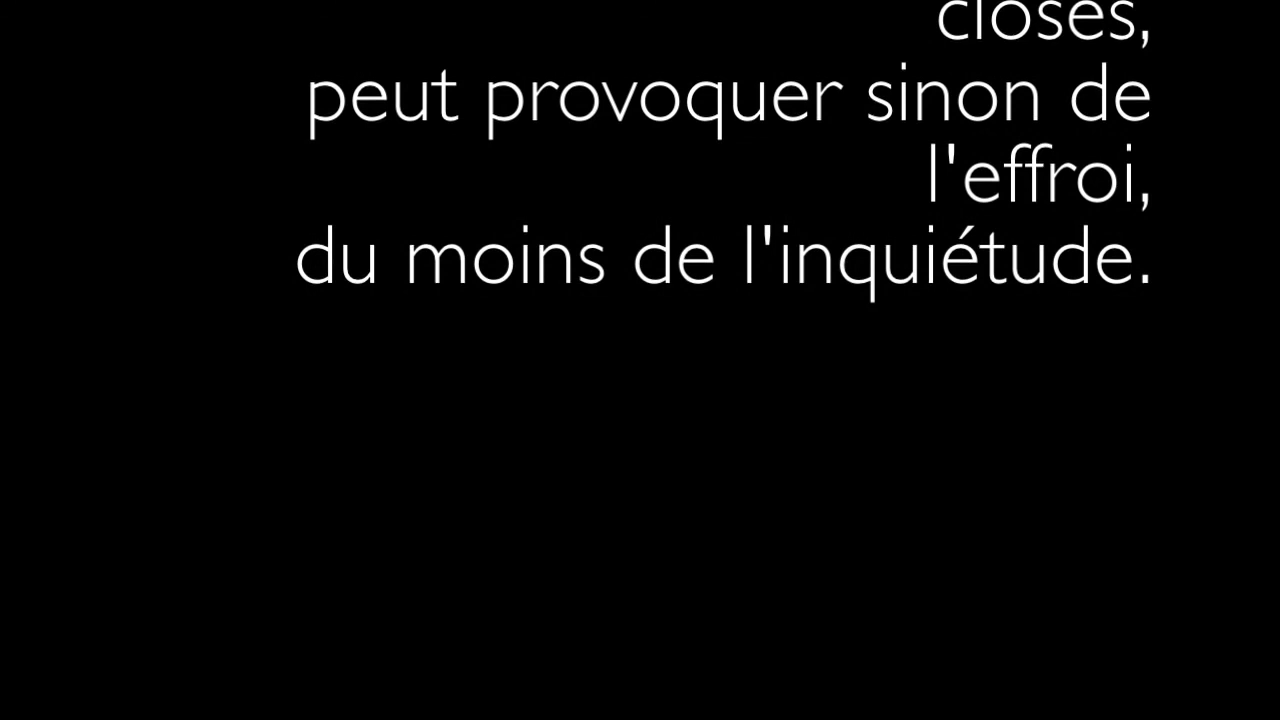 closes,
peut provoquer sinon de
l'effroi,
du moins de l'inquiétude.